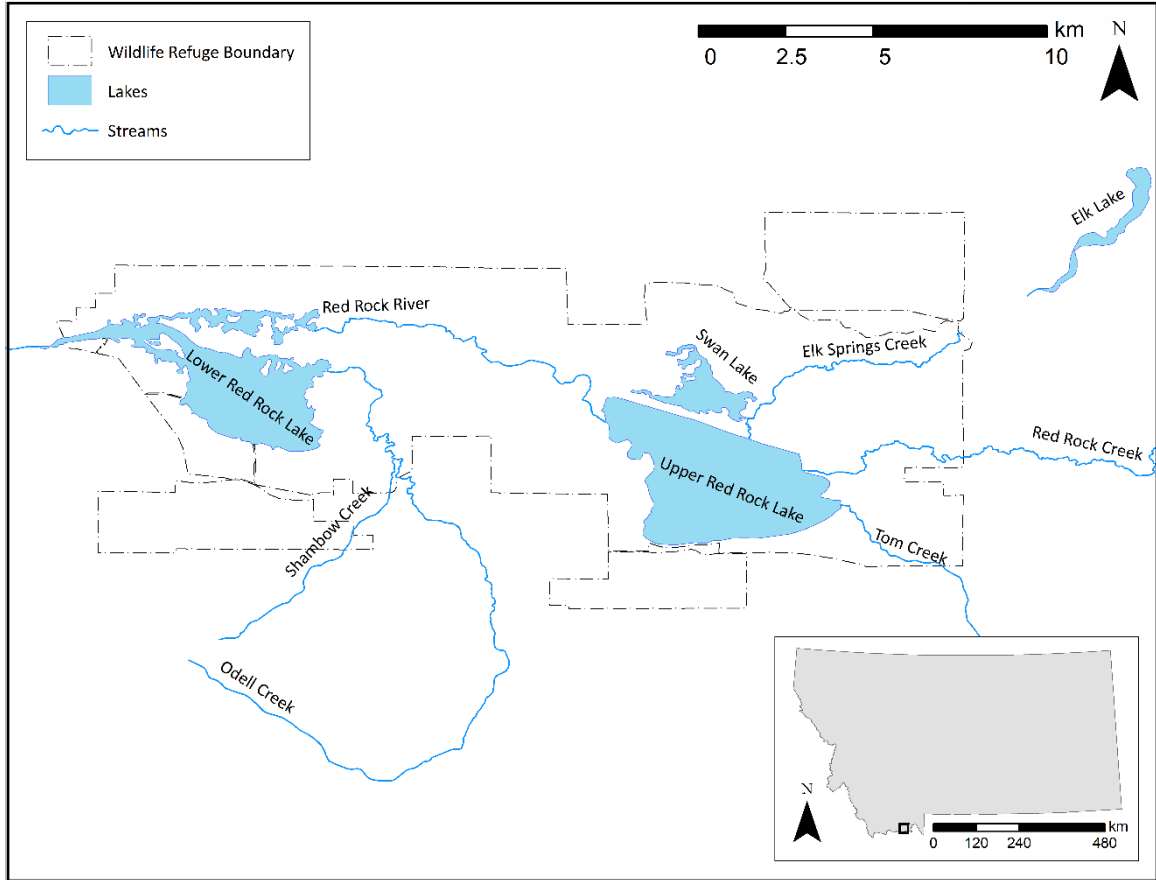 Wildlife Refuge Boundary
Lakes
Streams
km
0 2.5 5 10
N
Elk Lake
Red Rock River
Swan Lake
Elk Springs Creek
Lower Red Rock Lake
Red Rock Creek
Upper Red Rock Lake
Shambow Creek
Tom Creek
Odell Creek
N
km
0 120 240 480